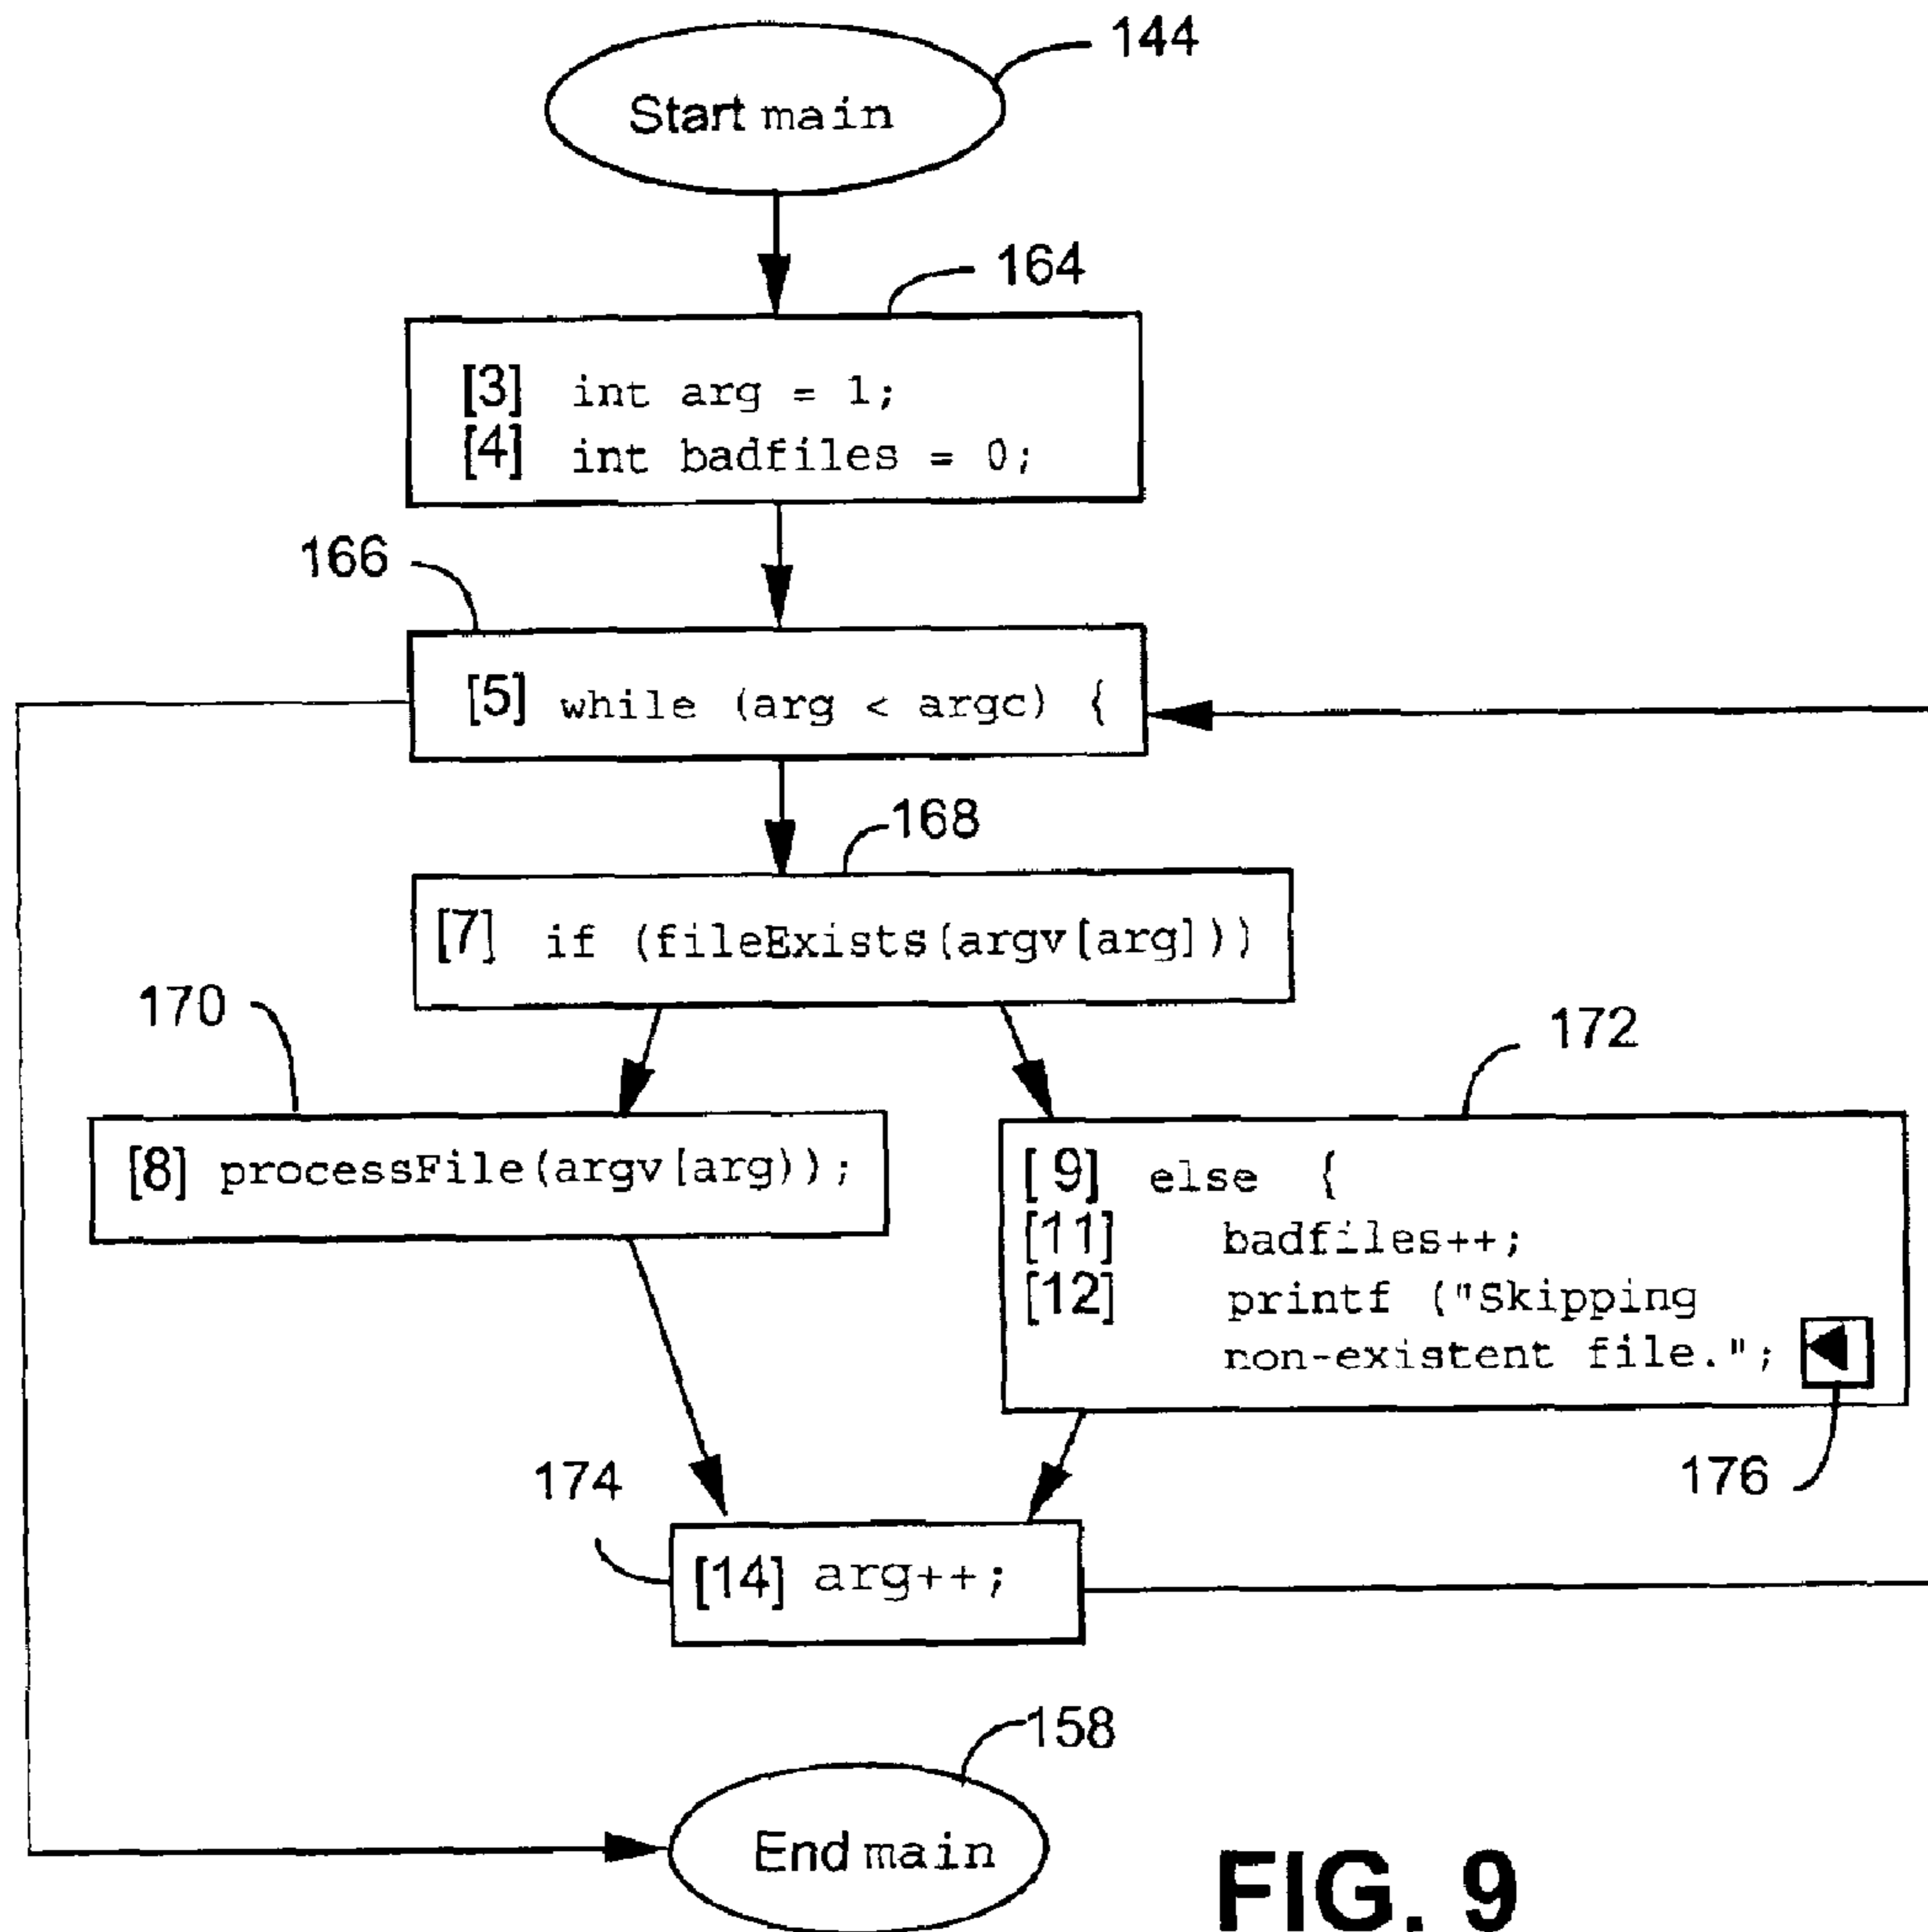 144
Start main
164
[3] int arg = 1;
[4] int badfiles = 0;
166
[5] while (arg < argc) {
168
[7] if (fileExists(argv[arg]))
170
172
[8] processFile(argv[arg));
[ 9] else {
[11] badfiles++;
[12] printf ("Skipping
non-existent file.";
176
174
[14] arg++;
158
End main
FIG. 9